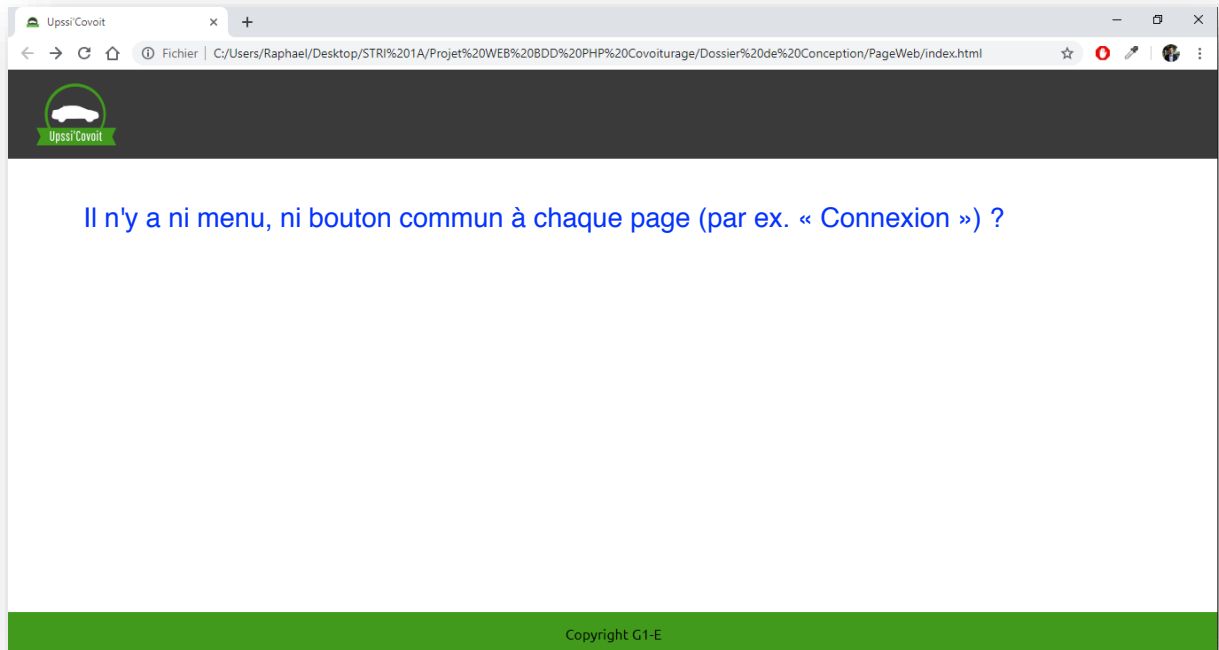 Upssi'Covoit
Fichier | C:/Users/Raphael/Desktop/STRI%201A/Projet%20WEB%20BDD%20PHP%20Covoiturage/Dossier%20de%20Conception/PageWeb/index.html
Upssi'Covoit
Il n'y a ni menu, ni bouton commun à chaque page (par ex. « Connexion ») ?
Copyright G1-E